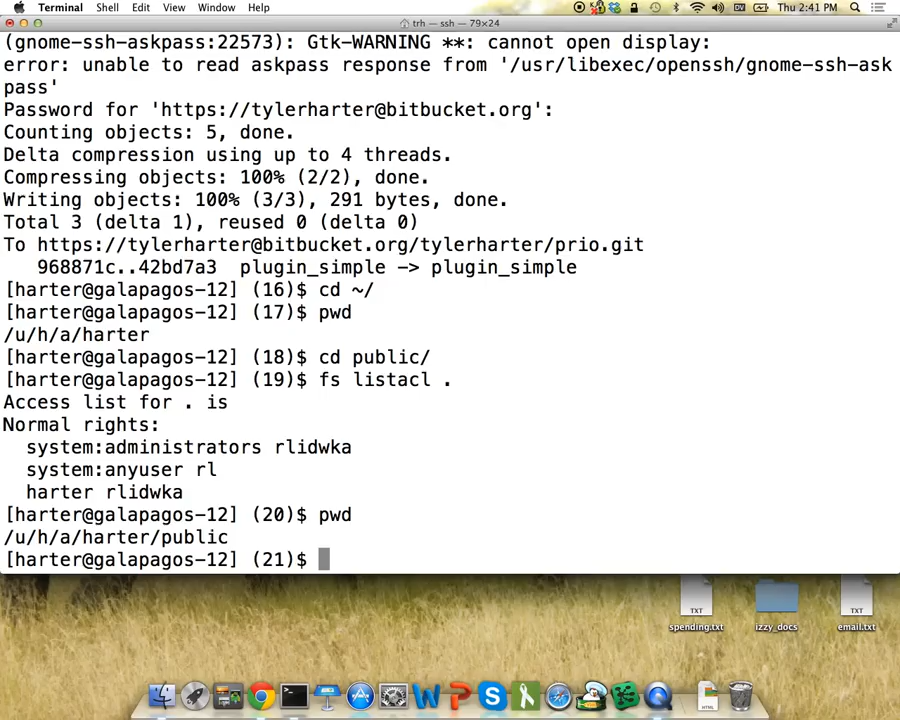 Terminal Shell Edit View Window Help Thu 2:41 PM
trh — ssh — 79×24
(gnome-ssh-askpass:22573): Gtk-WARNING **: cannot open display:
error: unable to read askpass response from '/usr/libexec/openssh/gnome-ssh-ask
pass'
Password for 'https://tylerharter@bitbucket.org':
Counting objects: 5, done.
Delta compression using up to 4 threads.
Compressing objects: 100% (2/2), done.
Writing objects: 100% (3/3), 291 bytes, done.
Total 3 (delta 1), reused 0 (delta 0)
To https://tylerharter@bitbucket.org/tylerharter/prio.git
968871c..42bd7a3 plugin_simple -> plugin_simple
[harter@galapagos-12] (16)$ cd ~/
[harter@galapagos-12] (17)$ pwd
/u/h/a/harter
[harter@galapagos-12] (18)$ cd public/
[harter@galapagos-12] (19)$ fs listacl .
Access list for . is
Normal rights:
system:administrators rlidwka
system:anyuser rl
harter rlidwka
[harter@galapagos-12] (20)$ pwd
/u/h/a/harter/public
[harter@galapagos-12] (21)$
TXT TXT
spending.txt izzy_docs email.txt
HTML